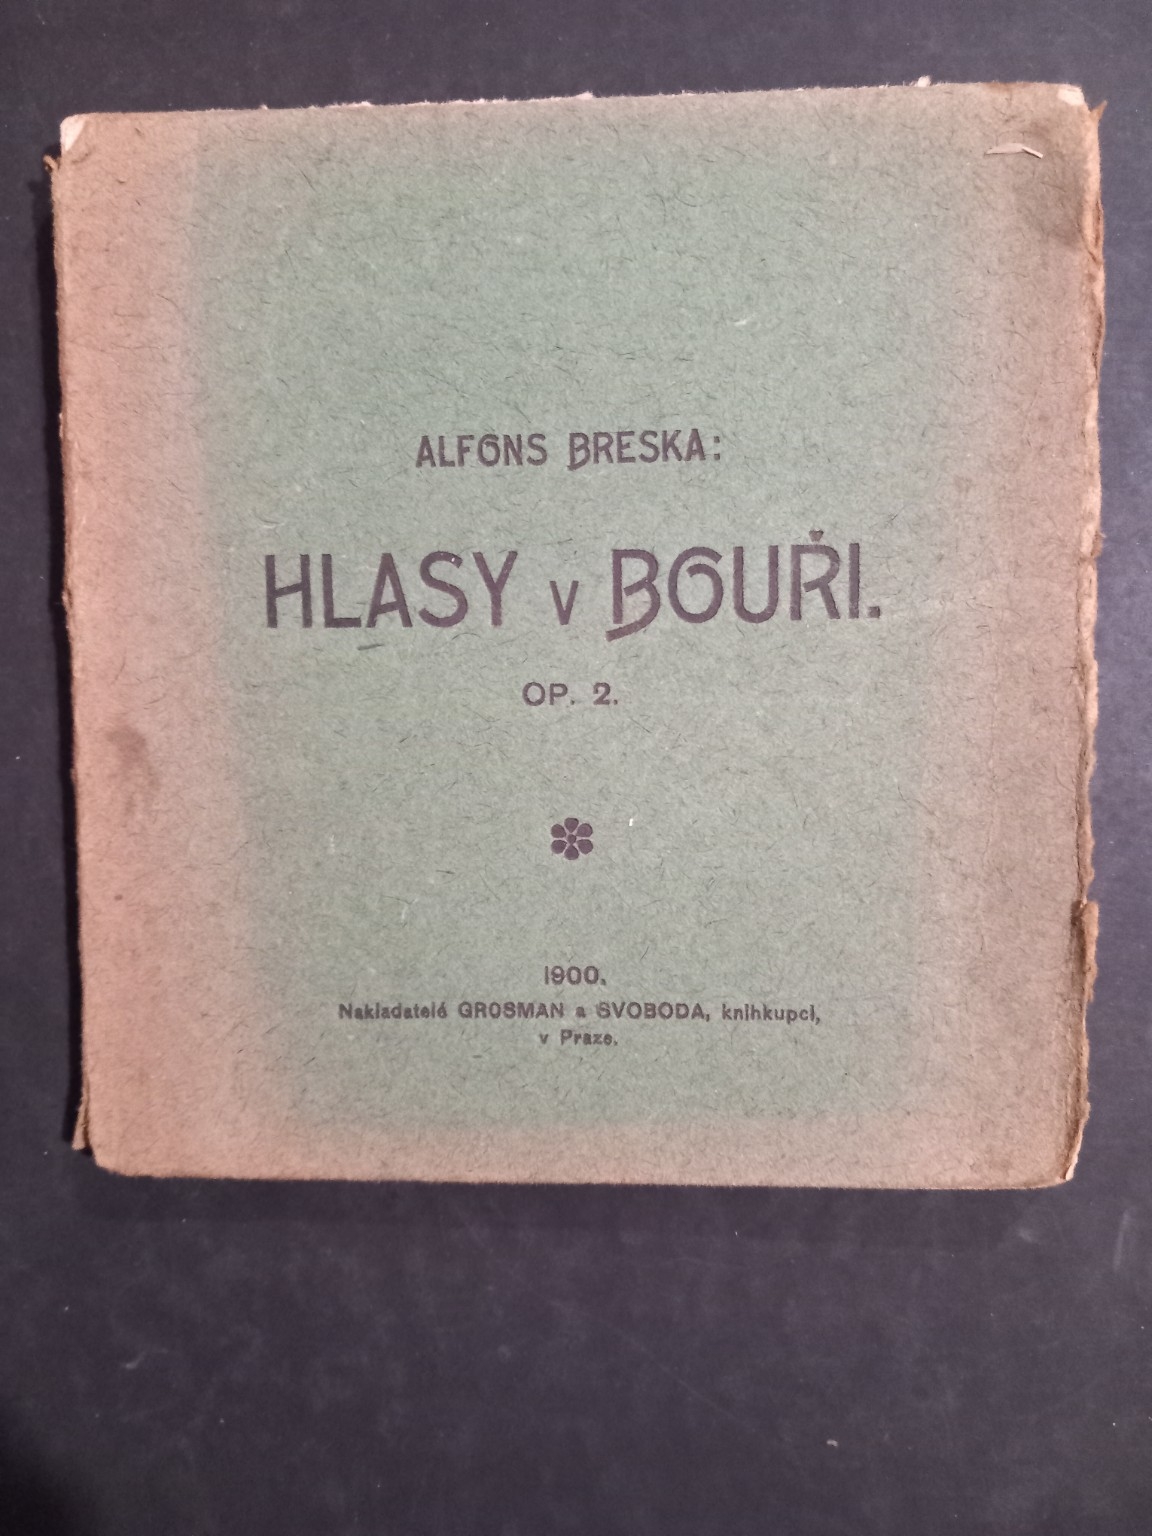 ALFONS BRESKA:
HLASY v BOUŘI.
OP. 2.
1900.
Nakladatelé GROSMAN a SVOBODA, knihkupci,
v Praze.